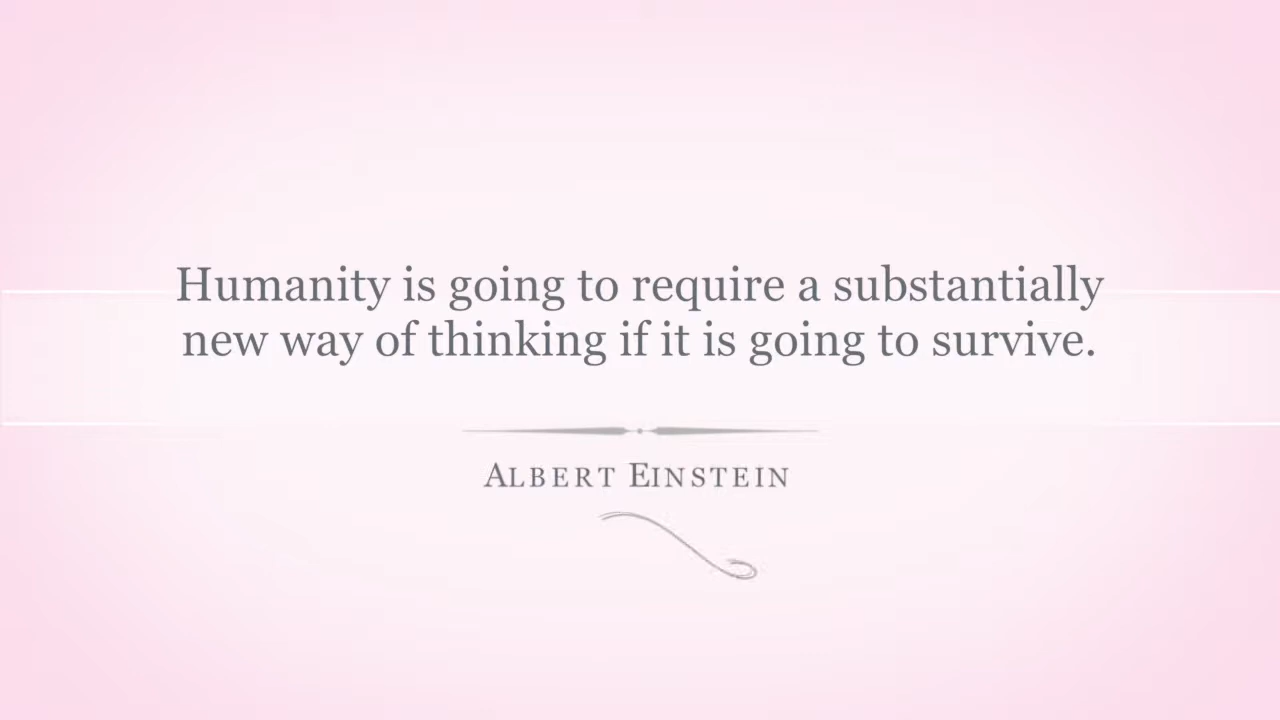 Humanity is going to require a substantially
new way of thinking if it is going to survive.
ALBERT EINSTEIN